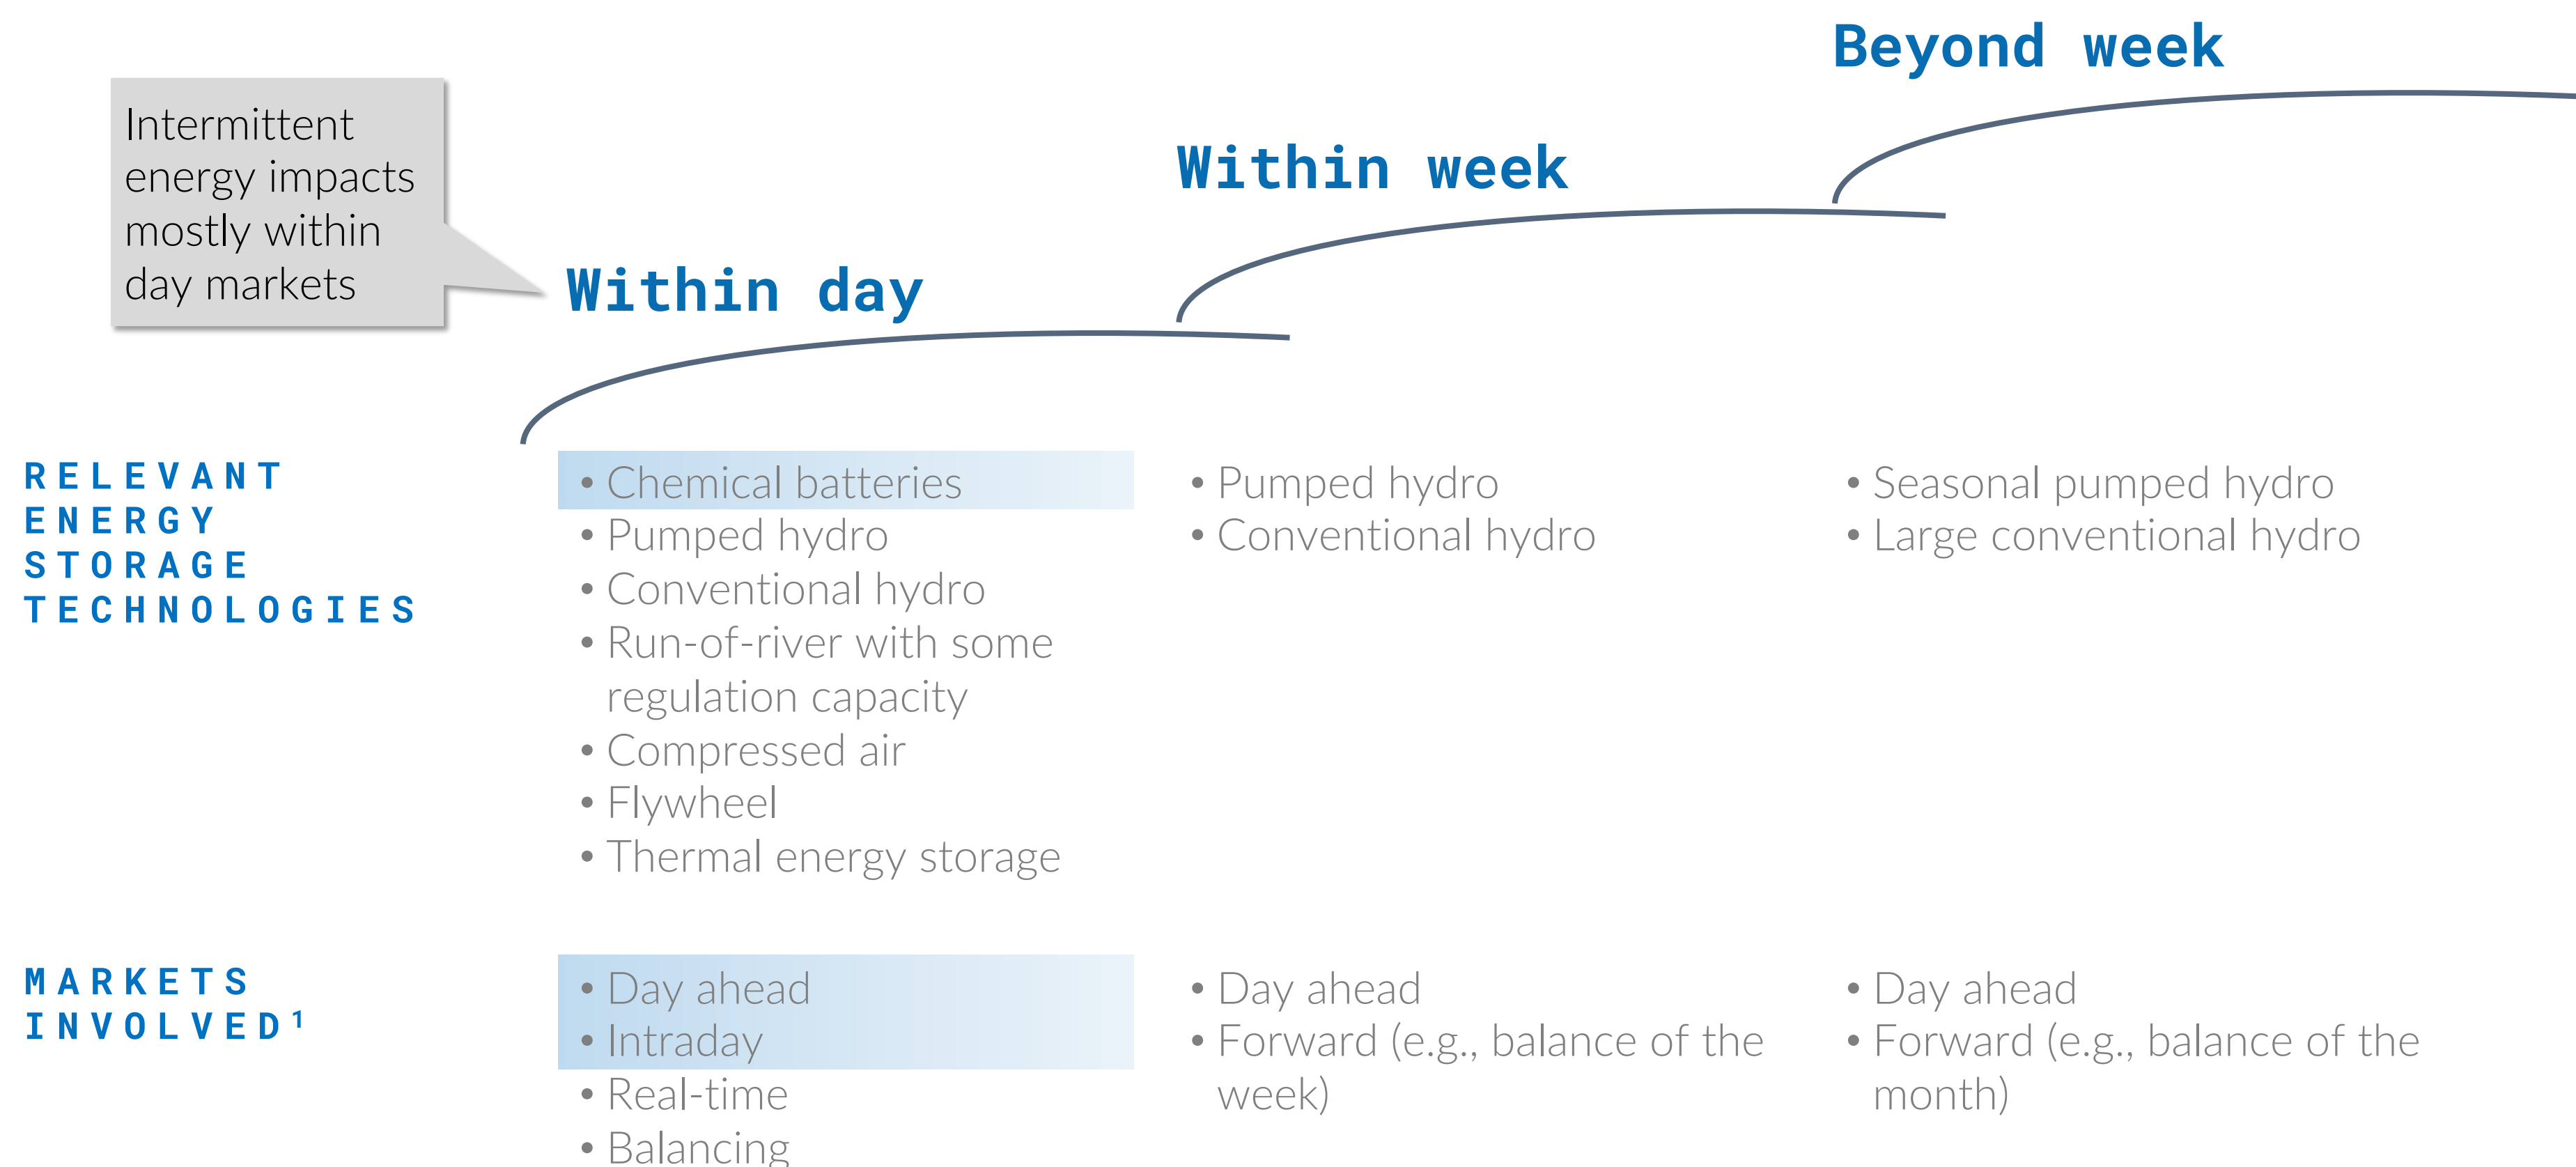 Beyond week
Intermittent
energy impacts
mostly within
day markets
Within week
Within day
RELEVANT
ENERGY
STORAGE
TECHNOLOGIES
• Chemical batteries
• Pumped hydro
• Conventional hydro
• Run-of-river with some
regulation capacity
• Compressed air
• Flywheel
• Thermal energy storage
• Pumped hydro
• Conventional hydro
• Seasonal pumped hydro
• Large conventional hydro
MARKETS
INVOLVED¹
• Day ahead
• Intraday
• Real-time
• Balancing
• Day ahead
• Forward (e.g., balance of the
week)
• Day ahead
• Forward (e.g., balance of the
month)